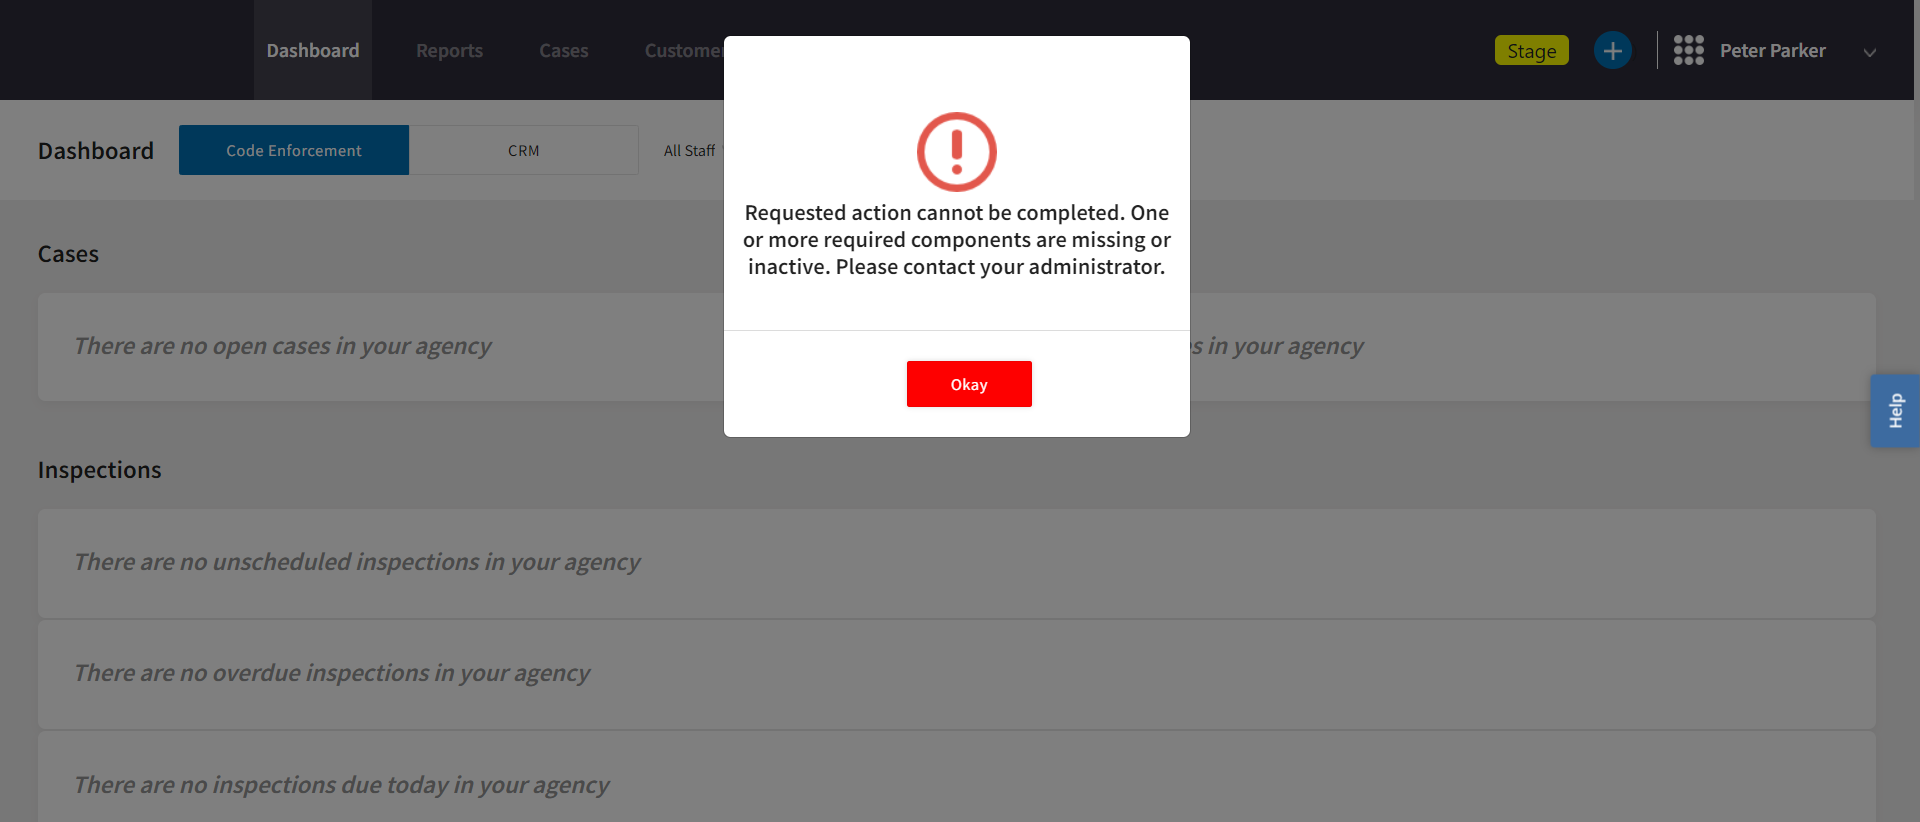 Dashboard
Reports
Cases
Stage
Peter Parker
Dashboard
Code Enforcement
CRM
All Staff
Requested action cannot be completed. One
or more required components are missing or
inactive. Please contact your administrator.
Okay
Cases
There are no open cases in your agency
in your agency
Help
Inspections
There are no unscheduled inspections in your agency
There are no overdue inspections in your agency
There are no inspections due today in your agency